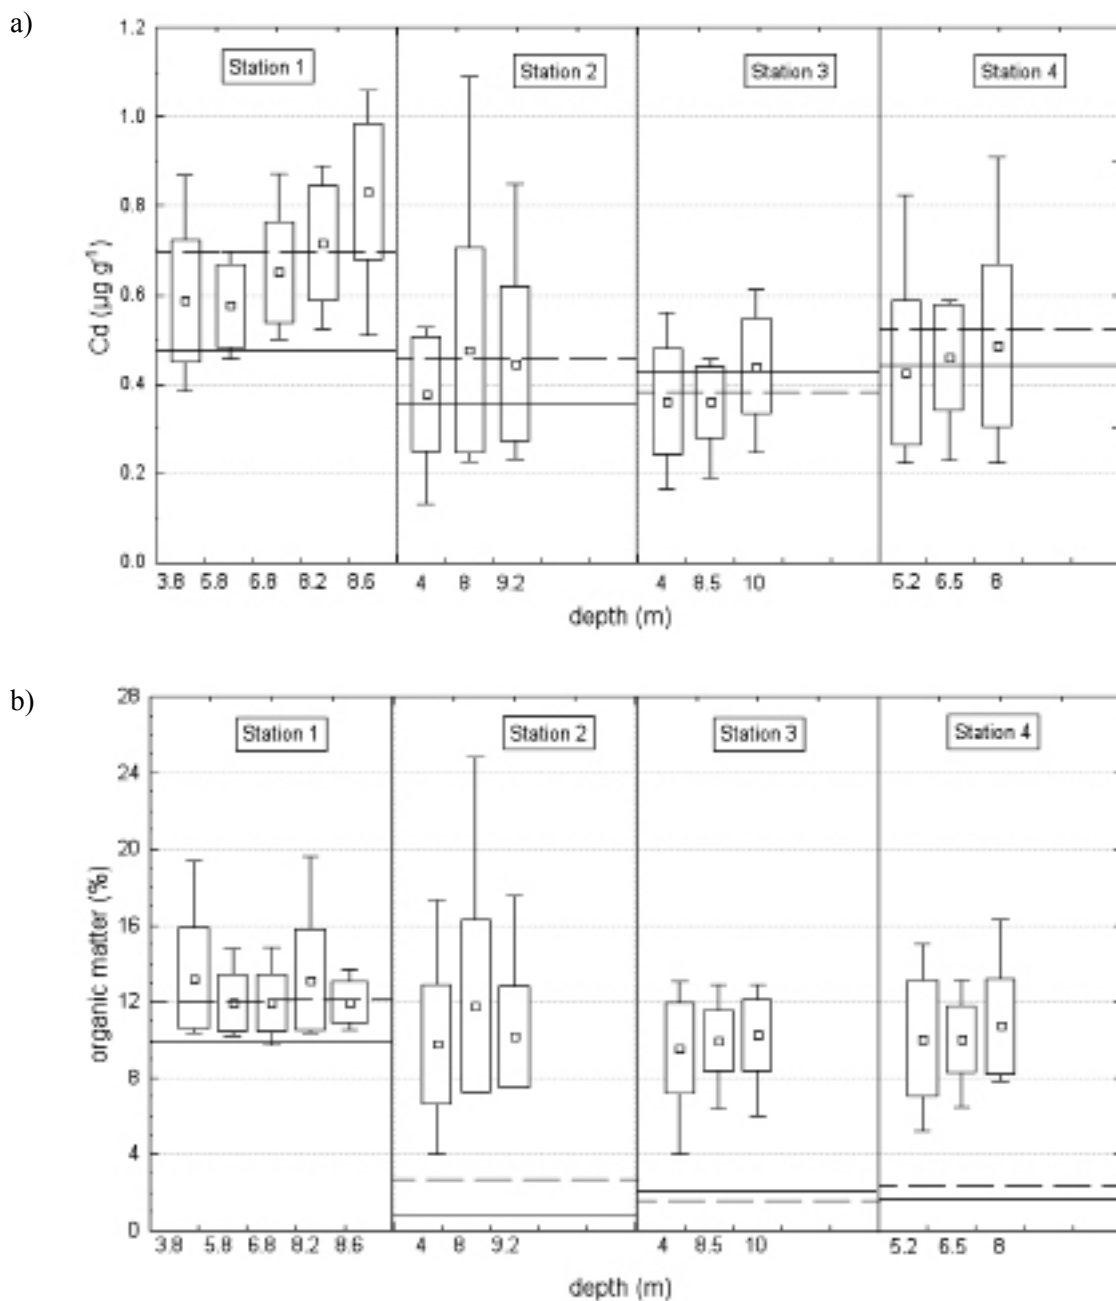 a)
1.2
1.0
0.8
0.6
0.4
0.2
0.0
Cd (µg g⁻¹)
Station 1
Station 2
Station 3
Station 4
3.8 5.8 6.8 8.2 8.6 4 8 9.2 4 8.5 10 5.2 6.5 8
depth (m)
b)
28
24
20
16
12
8
4
0
organic matter (%)
Station 1
Station 2
Station 3
Station 4
3.8 5.8 6.8 8.2 8.6 4 8 9.2 4 8.5 10 5.2 6.5 8
depth (m)